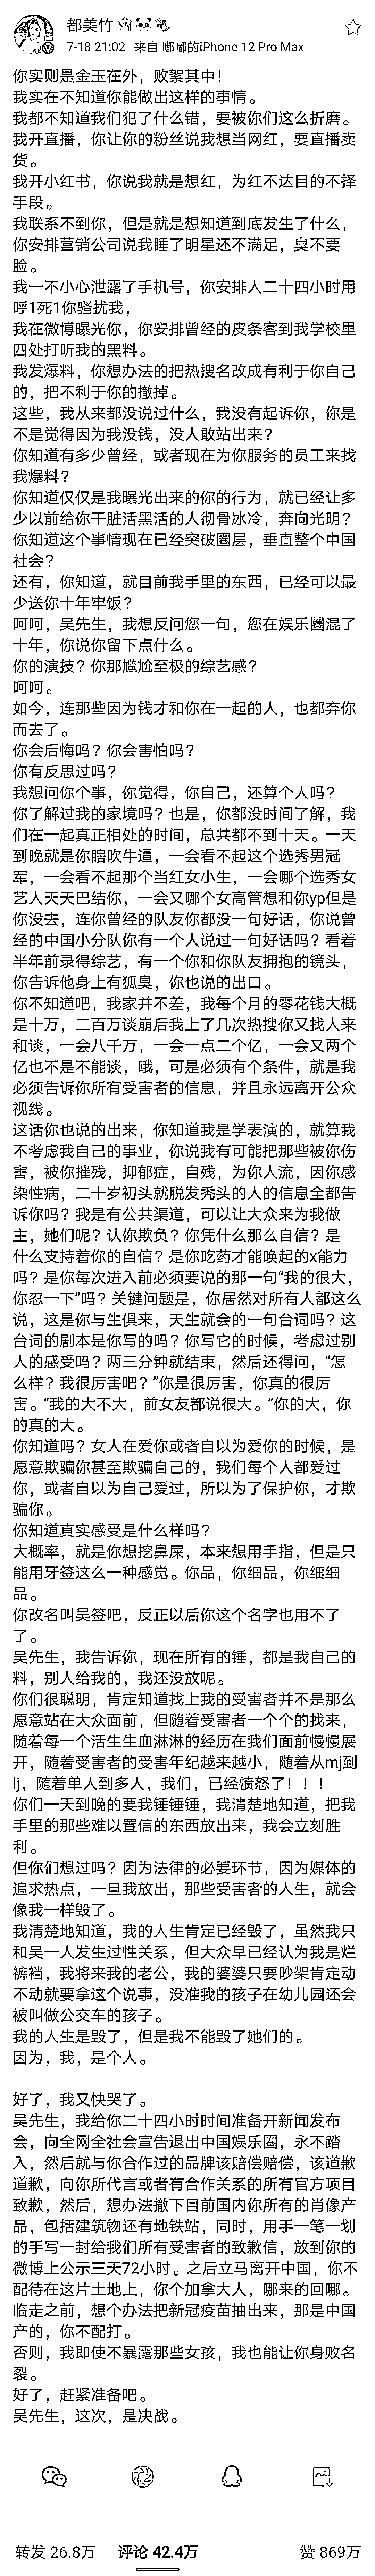 都美竹
7-18 21:02 来自 嘟嘟的iPhone 12 Pro Max
你实则是金玉在外，败絮其中！
我实在不知道你能做出这样的事情。
我都不知道我们犯了什么错，要被你们这么折磨。
我开直播，你让你的粉丝说我想当网红，要直播卖
货。
我开小红书，你说我就是想红，为红不达目的不择
手段。
我联系不到你，但是就是想知道到底发生了什么，
你安排营销公司说我睡了明星还不满足，臭不要
脸。
我一不小心泄露了手机号，你安排人二十四小时用
呼1死1你骚扰我，
我在微博曝光你，你安排曾经的皮条客到我学校里
四处打听我的黑料。
我发爆料，你想办法的把热搜名改成有利于你自己
的，把不利于你的撤掉。
这些，我从来都没说过什么，我没有起诉你，你是
不是觉得因为我没钱，没人敢站出来？
你知道有多少曾经，或者现在为你服务的员工来找
我爆料？
你知道仅仅是我曝光出来的你的行为，就已经让多
少以前给你干脏活黑活的人彻骨冰冷，奔向光明？
你知道这个事情现在已经突破圈层，垂直整个中国
社会？
还有，你知道，就目前我手里的东西，已经可以最
少送你十年牢饭？
呵呵，吴先生，我想反问您一句，您在娱乐圈混了
十年，你说你留下点什么。
你的演技？你那尴尬至极的综艺感？
呵呵。
如今，连那些因为钱才和你在一起的人，也都弃你
而去了。
你会后悔吗？你会害怕吗？
你有反思过吗？
我想问你个事，你觉得，你自己，还算个人吗？
你了解过我的家境吗？也是，你都没时间了解，我
们在一起真正相处的时间，总共都不到十天。一天
到晚就是你瞎吹牛逼，一会看不起这个选秀男冠
军，一会看不起那个当红女小生，一会哪个选秀女
艺人天天巴结你，一会又哪个女高管想和你yp但是
你没去，连你曾经的队友你都没一句好话，你说曾
经的中国小分队你有一个人说过一句好话吗？看着
半年前录得综艺，有一个你和你队友拥抱的镜头，
你告诉他身上有狐臭，你也说的出口。
你不知道吧，我家并不差，我每个月的零花钱大概
是十万，二百万谈崩后我上了几次热搜你又找人来
和谈，一会八千万，一会一点二个亿，一会又两个
亿也不是不能谈，哦，可是必须有个条件，就是我
必须告诉你所有受害者的信息，并且永远离开公众
视线。
这话你也说的出来，你知道我是学表演的，就算我
不考虑我自己的事业，你说我有可能把那些被你伤
害，被你摧残，抑郁症，自残，为你人流，因你感
染性病，二十岁初头就脱发秃头的人的信息全都告
诉你吗？我是有公共渠道，可以让大众来为我做
主，她们呢？认你欺负？你凭什么那么自信？是
什么支持着你的自信？是你吃药才能唤起的x能力
吗？是你每次进入前必须要说的那一句“我的很大，
你忍一下”吗？关键问题是，你居然对所有人都这么
说，这是你与生俱来，天生就会的一句台词吗？这
台词的剧本是你写的吗？你写它的时候，考虑过别
人的感受吗？两三分钟就结束，然后还得问，“怎
么样？我很厉害吧？”你是很厉害，你真的很厉
害。“我的大不大，前女友都说很大。”你的大，你
的真的大。
你知道吗？女人在爱你或者自以为爱你的时候，是
愿意欺骗你甚至欺骗自己的，我们每个人都爱过
你，或者自以为自己爱过，所以为了保护你，才欺
骗你。
你知道真实感受是什么样吗？
大概率，就是你想挖鼻屎，本来想用手指，但是只
能用牙签这么一种感觉。你品，你细品，你细细
品。
你改名叫吴签吧，反正以后你这个名字也用不了
了。
吴先生，我告诉你，现在所有的锤，都是我自己的
料，别人给我的，我还没放呢。
你们很聪明，肯定知道找上我的受害者并不是那么
愿意站在大众面前，但随着受害者一个个的找来，
随着每一个活生生血淋淋的经历在我们面前慢慢展
开，随着受害者的受害年纪越来越小，随着从mj到
lj，随着单人到多人，我们，已经愤怒了！！！
你们一天到晚的要我锤锤锤，我清楚地知道，把我
手里的那些难以置信的东西放出来，我会立刻胜
利。
但你们想过吗？因为法律的必要环节，因为媒体的
追求热点，一旦我放出，那些受害者的人生，就会
像我一样毁了。
我清楚地知道，我的人生肯定已经毁了，虽然我只
和吴一人发生过性关系，但大众早已经认为我是烂
裤裆，我将来我的老公，我的婆婆只要吵架肯定动
不动就要拿这个说事，没准我的孩子在幼儿园还会
被叫做公交车的孩子。
我的人生是毁了，但是我不能毁了她们的。
因为，我，是个人。
好了，我又快哭了。
吴先生，我给你二十四小时时间准备开新闻发布
会，向全网全社会宣告退出中国娱乐圈，永不踏
入，然后就与你合作过的品牌该赔偿赔偿，该道歉
道歉，向你所代言或者有合作关系的所有官方项目
致歉，然后，想办法撤下目前国内你所有的肖像产
品，包括建筑物还有地铁站，同时，用手一笔一划
的手写一封给我们所有受害者的致歉信，放到你的
微博上公示三天72小时。之后立马离开中国，你不
配待在这片土地上，你个加拿大人，哪来的回哪。
临走之前，想个办法把新冠疫苗抽出来，那是中国
产的，你不配打。
否则，我即使不暴露那些女孩，我也能让你身败名
裂。
好了，赶紧准备吧。
吴先生，这次，是决战。
转发 26.8万 评论 42.4万 赞 869万